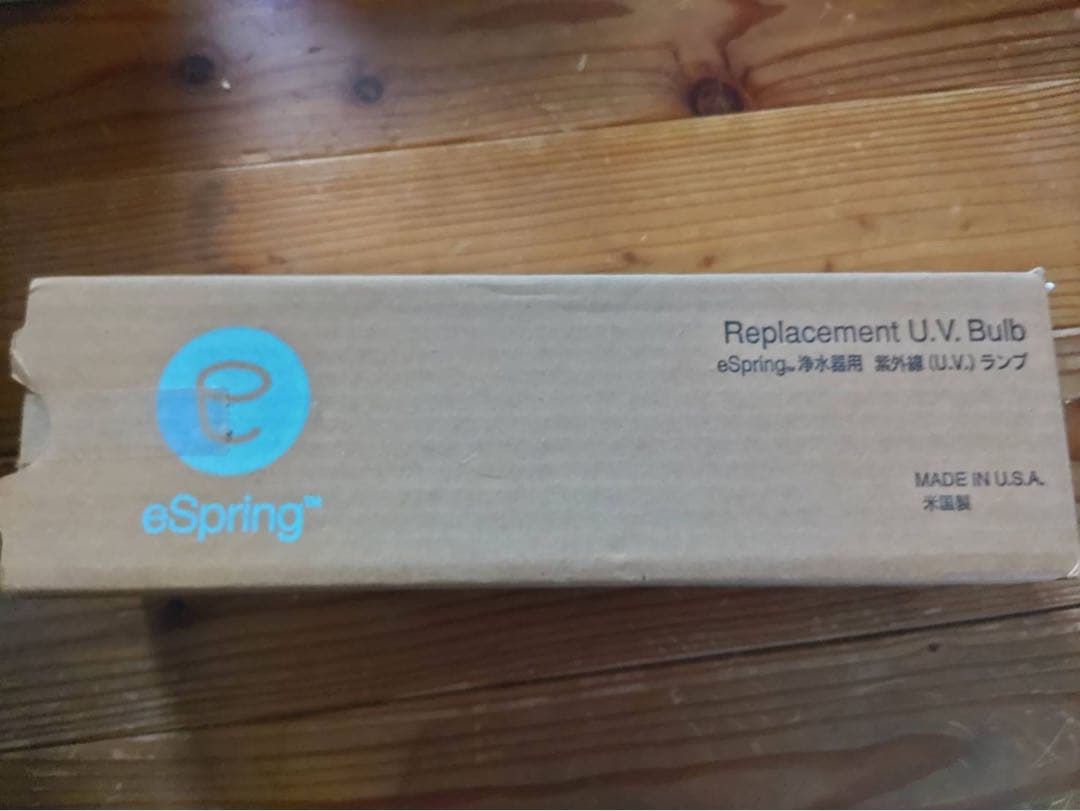 eSpring™
Replacement U.V. Bulb
eSpring™ 浄水器用 紫外線 (U.V.) ランプ
MADE IN U.S.A.
米国製